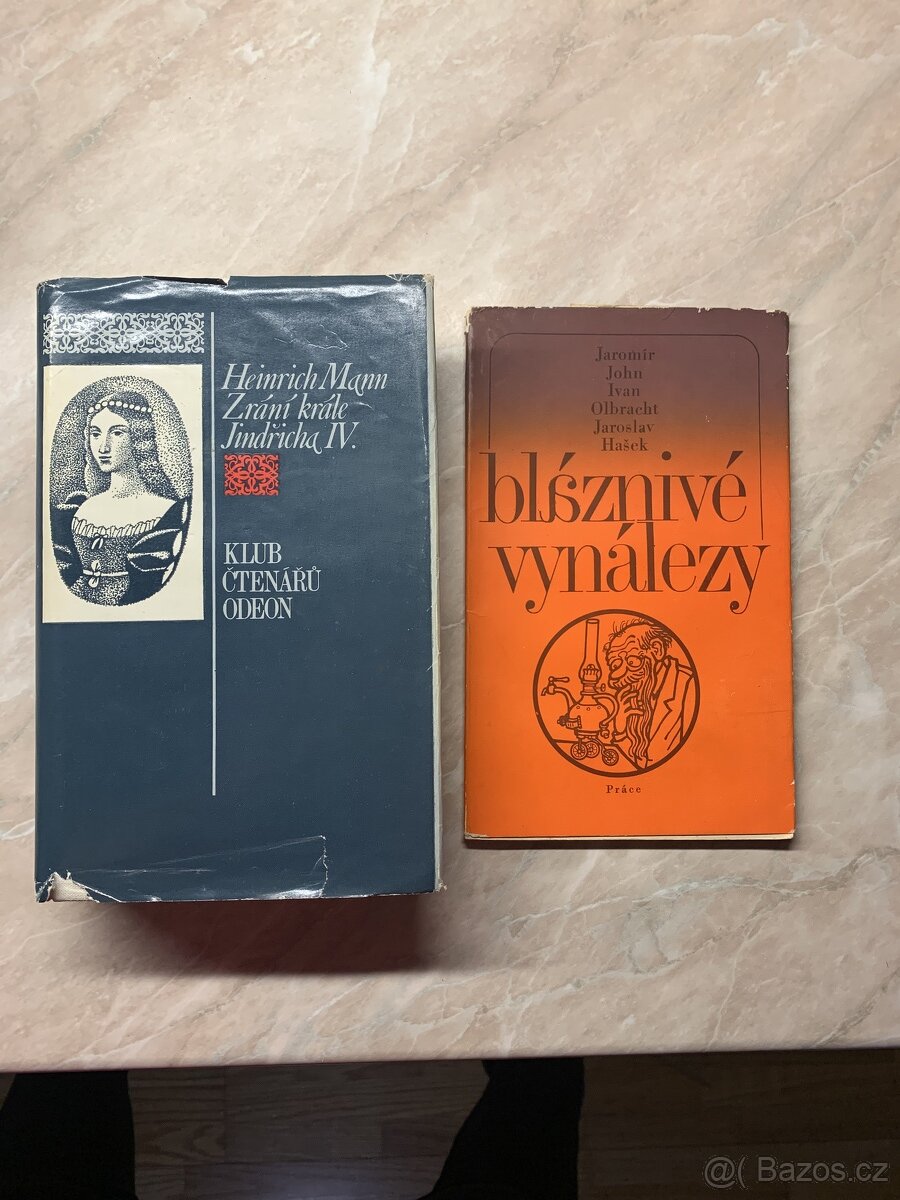 Heinrich Mann
Zrání krále
Jindřicha IV.
KLUB
ČTENÁŘŮ
ODEON
Jaromír
John
Ivan
Olbracht
Jaroslav
Hašek
bláznivé
vynálezy
Práce
@( Bazos.cz